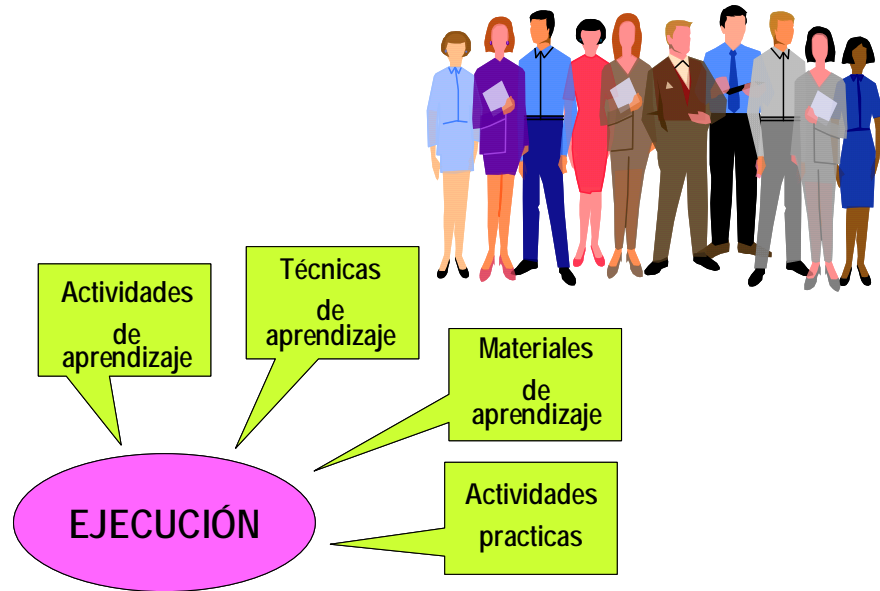 Actividades
de
aprendizaje
Técnicas
de
aprendizaje
Materiales
de
aprendizaje
Actividades
practicas
EJECUCIÓN